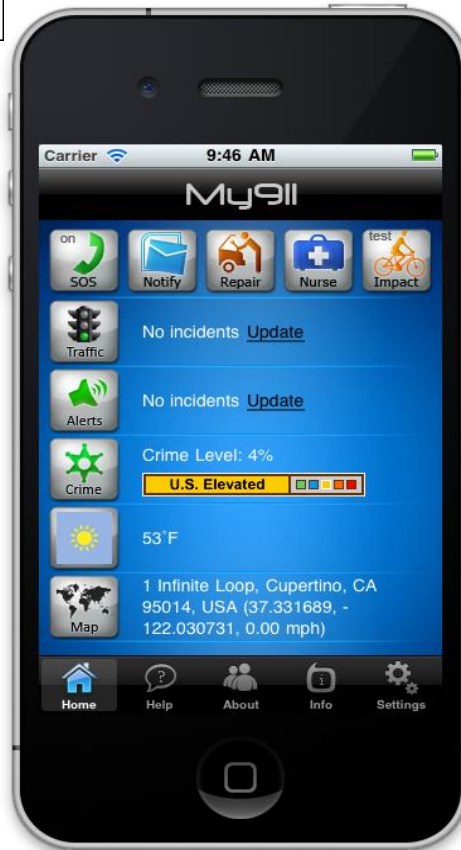 Carrier 9:46 AM
My911
on
SOS
Notify
Repair
Nurse
test
Impact
Traffic
No incidents Update
Alerts
No incidents Update
Crime
Crime Level: 4%
U.S. Elevated
53°F
Map
1 Infinite Loop, Cupertino, CA
95014, USA (37.331689, -
122.030731, 0.00 mph)
?
i
Home
Help
About
Info
Settings